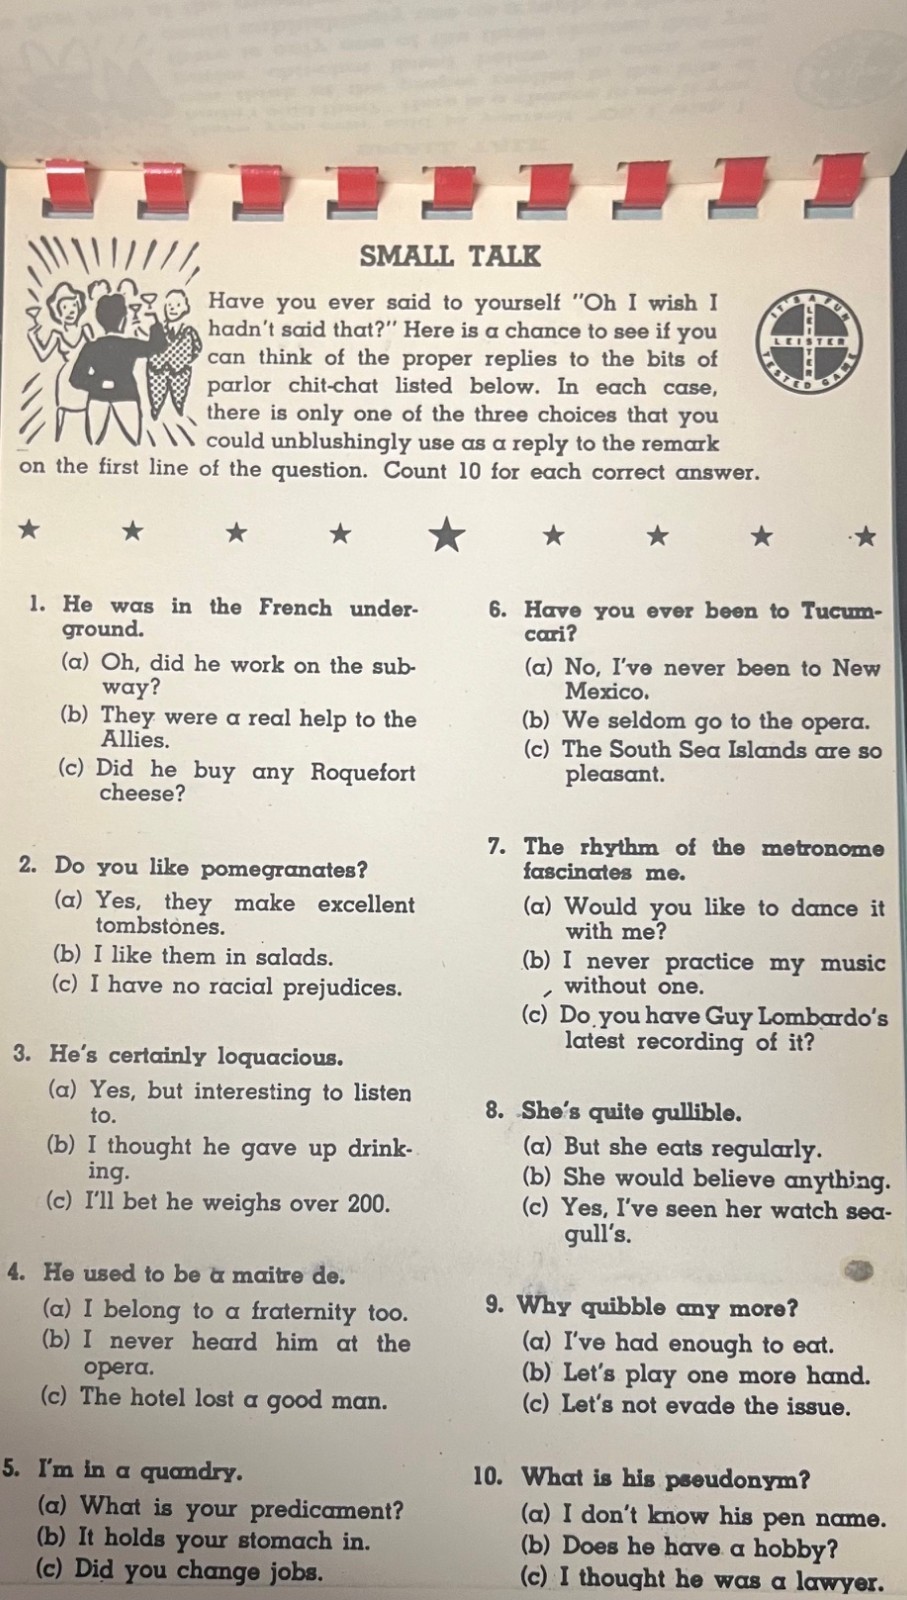 SMALL TALK
Have you ever said to yourself "Oh I wish I
hadn't said that?" Here is a chance to see if you
can think of the proper replies to the bits of
parlor chit-chat listed below. In each case,
there is only one of the three choices that you
could unblushingly use as a reply to the remark
on the first line of the question. Count 10 for each correct answer.
IT'S A FUN
LEISTER
LEISTER
TESTED GAME
1. He was in the French under-
ground.
(a) Oh, did he work on the sub-
way?
(b) They were a real help to the
Allies.
(c) Did he buy any Roquefort
cheese?
2. Do you like pomegranates?
(a) Yes, they make excellent
tombstones.
(b) I like them in salads.
(c) I have no racial prejudices.
3. He's certainly loquacious.
(a) Yes, but interesting to listen
to.
(b) I thought he gave up drink-
ing.
(c) I'll bet he weighs over 200.
4. He used to be a maitre de.
(a) I belong to a fraternity too.
(b) I never heard him at the
opera.
(c) The hotel lost a good man.
5. I'm in a quandry.
(a) What is your predicament?
(b) It holds your stomach in.
(c) Did you change jobs.
6. Have you ever been to Tucum-
cari?
(a) No, I've never been to New
Mexico.
(b) We seldom go to the opera.
(c) The South Sea Islands are so
pleasant.
7. The rhythm of the metronome
fascinates me.
(a) Would you like to dance it
with me?
(b) I never practice my music
without one.
(c) Do you have Guy Lombardo's
latest recording of it?
8. She's quite gullible.
(a) But she eats regularly.
(b) She would believe anything.
(c) Yes, I've seen her watch sea-
gull's.
9. Why quibble any more?
(a) I've had enough to eat.
(b) Let's play one more hand.
(c) Let's not evade the issue.
10. What is his pseudonym?
(a) I don't know his pen name.
(b) Does he have a hobby?
(c) I thought he was a lawyer.